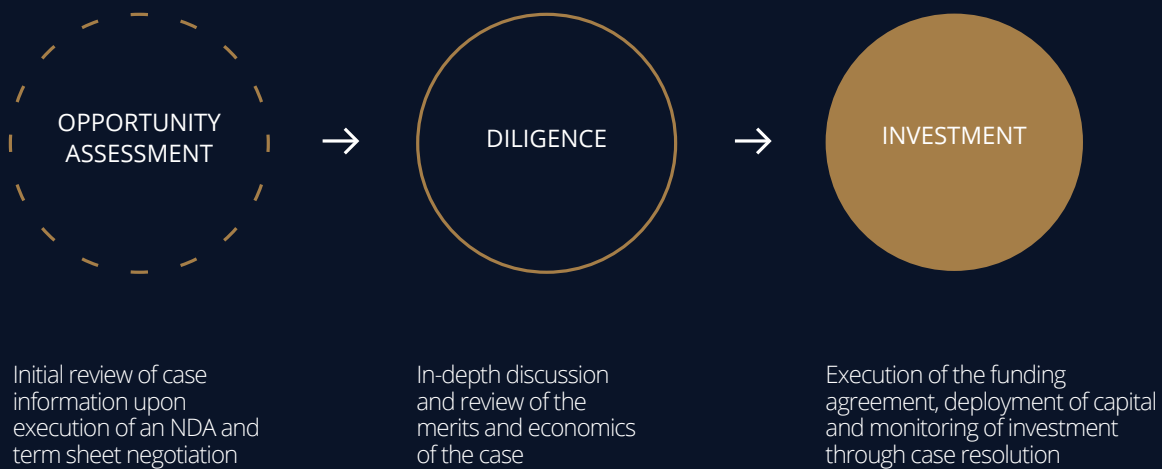 OPPORTUNITY
ASSESSMENT
DILIGENCE
INVESTMENT
Initial review of case
information upon
execution of an NDA and
term sheet negotiation
In-depth discussion
and review of the
merits and economics
of the case
Execution of the funding
agreement, deployment of capital
and monitoring of investment
through case resolution